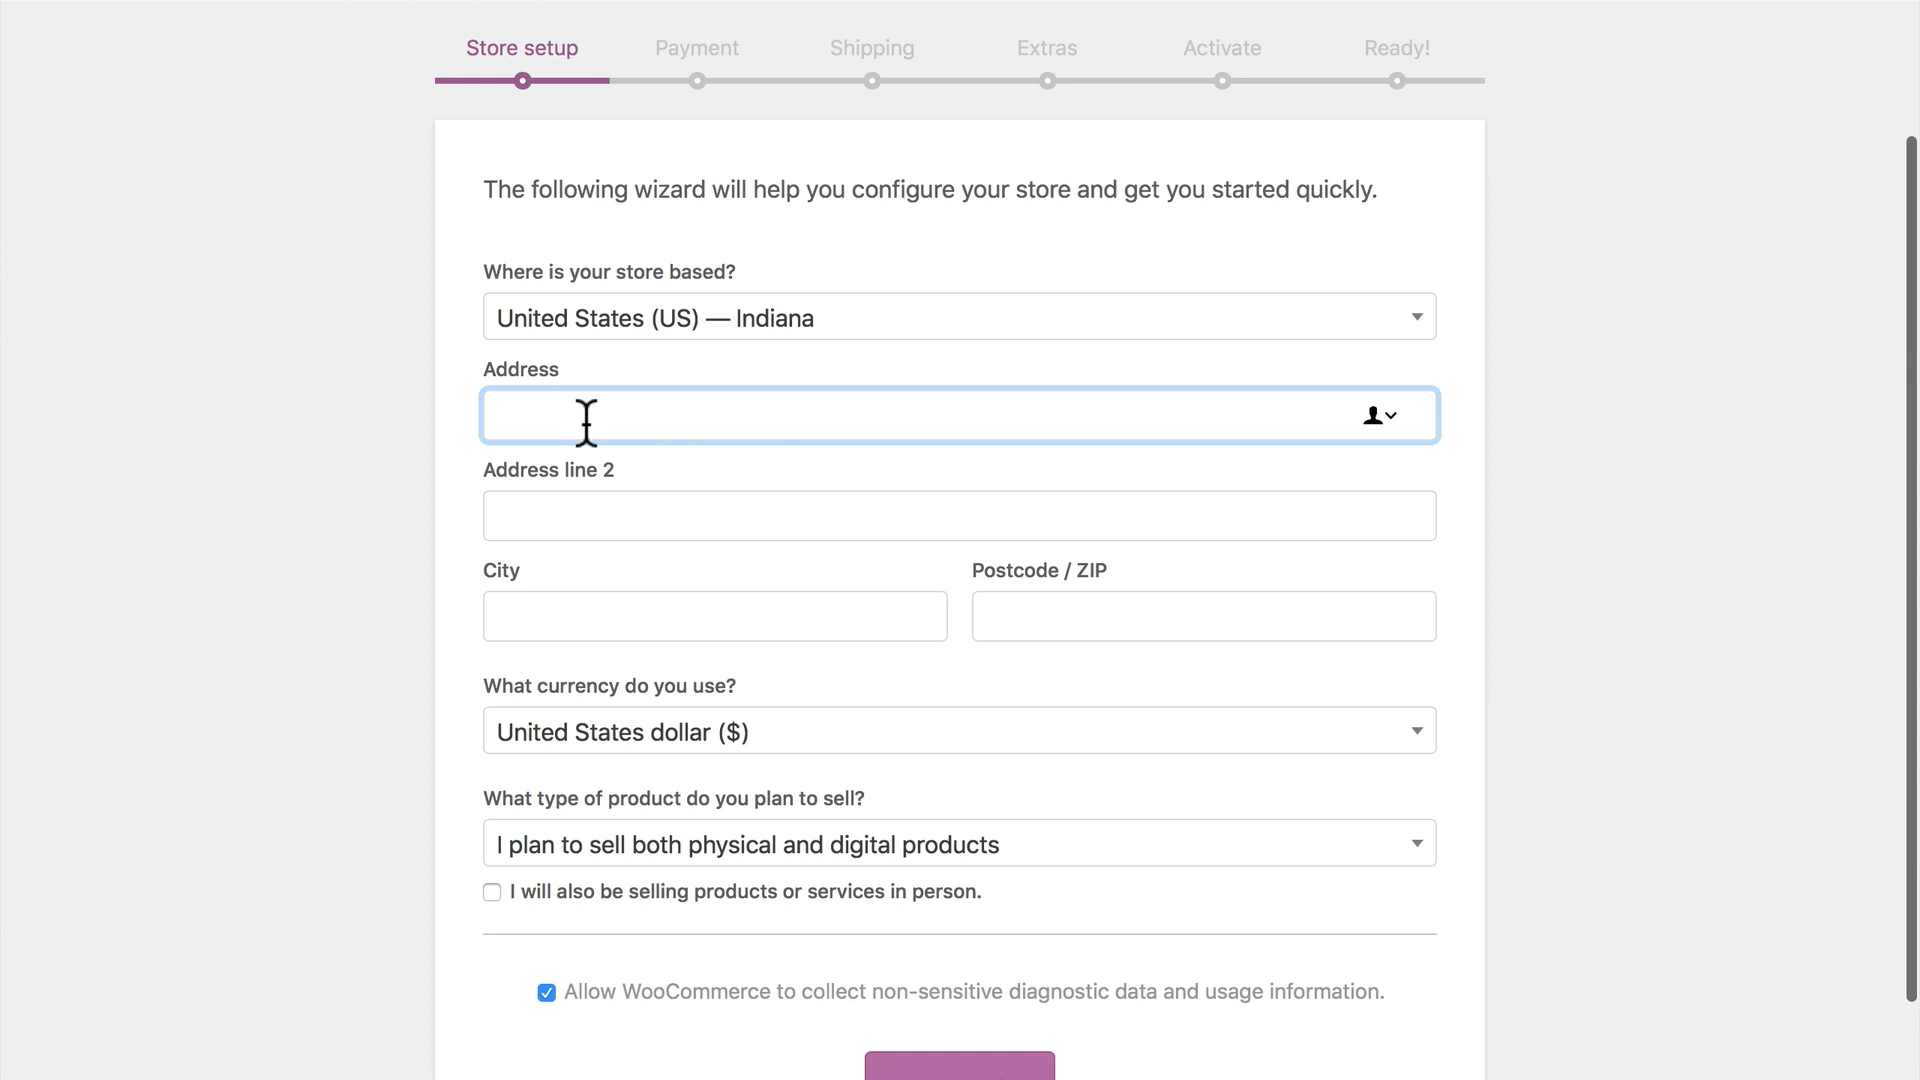 Store setup
Payment
Shipping
Extras
Activate
Ready!
The following wizard will help you configure your store and get you started quickly.
Where is your store based?
United States (US) — Indiana
Address
Address line 2
City
Postcode / ZIP
What currency do you use?
United States dollar ($)
What type of product do you plan to sell?
I plan to sell both physical and digital products
I will also be selling products or services in person.
Allow WooCommerce to collect non-sensitive diagnostic data and usage information.